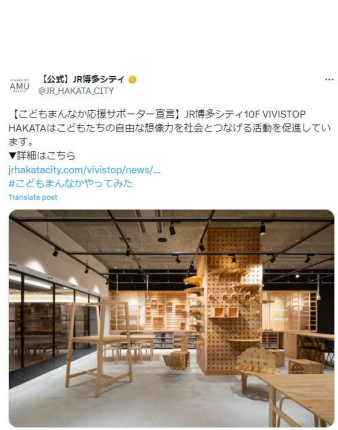 AMU
【公式】JR博多シティ
@JR_HAKATA_CITY
【こどもまんなか応援サポーター宣言】JR博多シティ10F VIVISTOP
HAKATAはこどもたちの自由な想像力を社会とつなげる活動を促進してい
ます。
▼詳細はこちら
jrhakatacity.com/vivistop/news/...
#こどもまんなかやってみた
Translate post